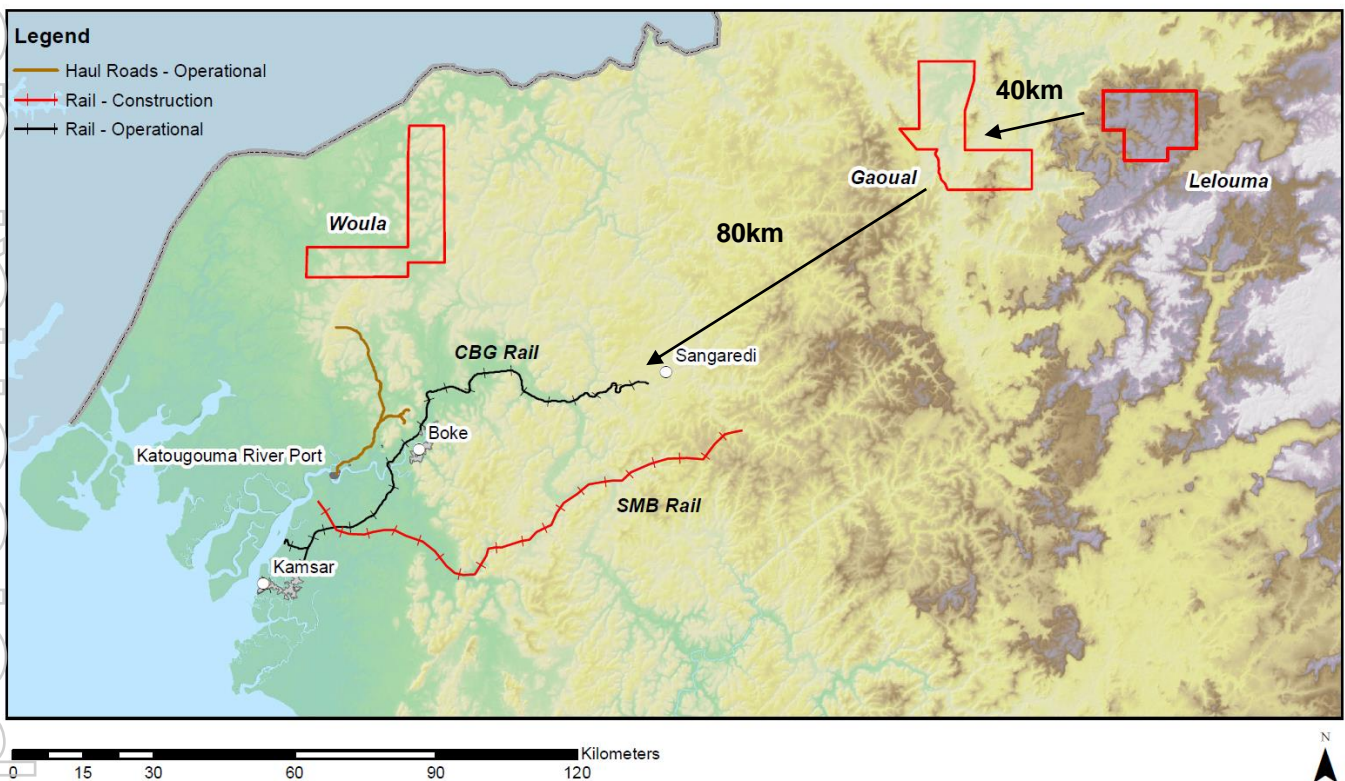 Legend
Haul Roads - Operational
Rail - Construction
Rail - Operational
40km
Gaoual
Lelouma
Woula
80km
CBG Rail
Sangaredi
Boke
Katougouma River Port
SMB Rail
Kamsar
Kilometers
0 15 30 60 90 120
N